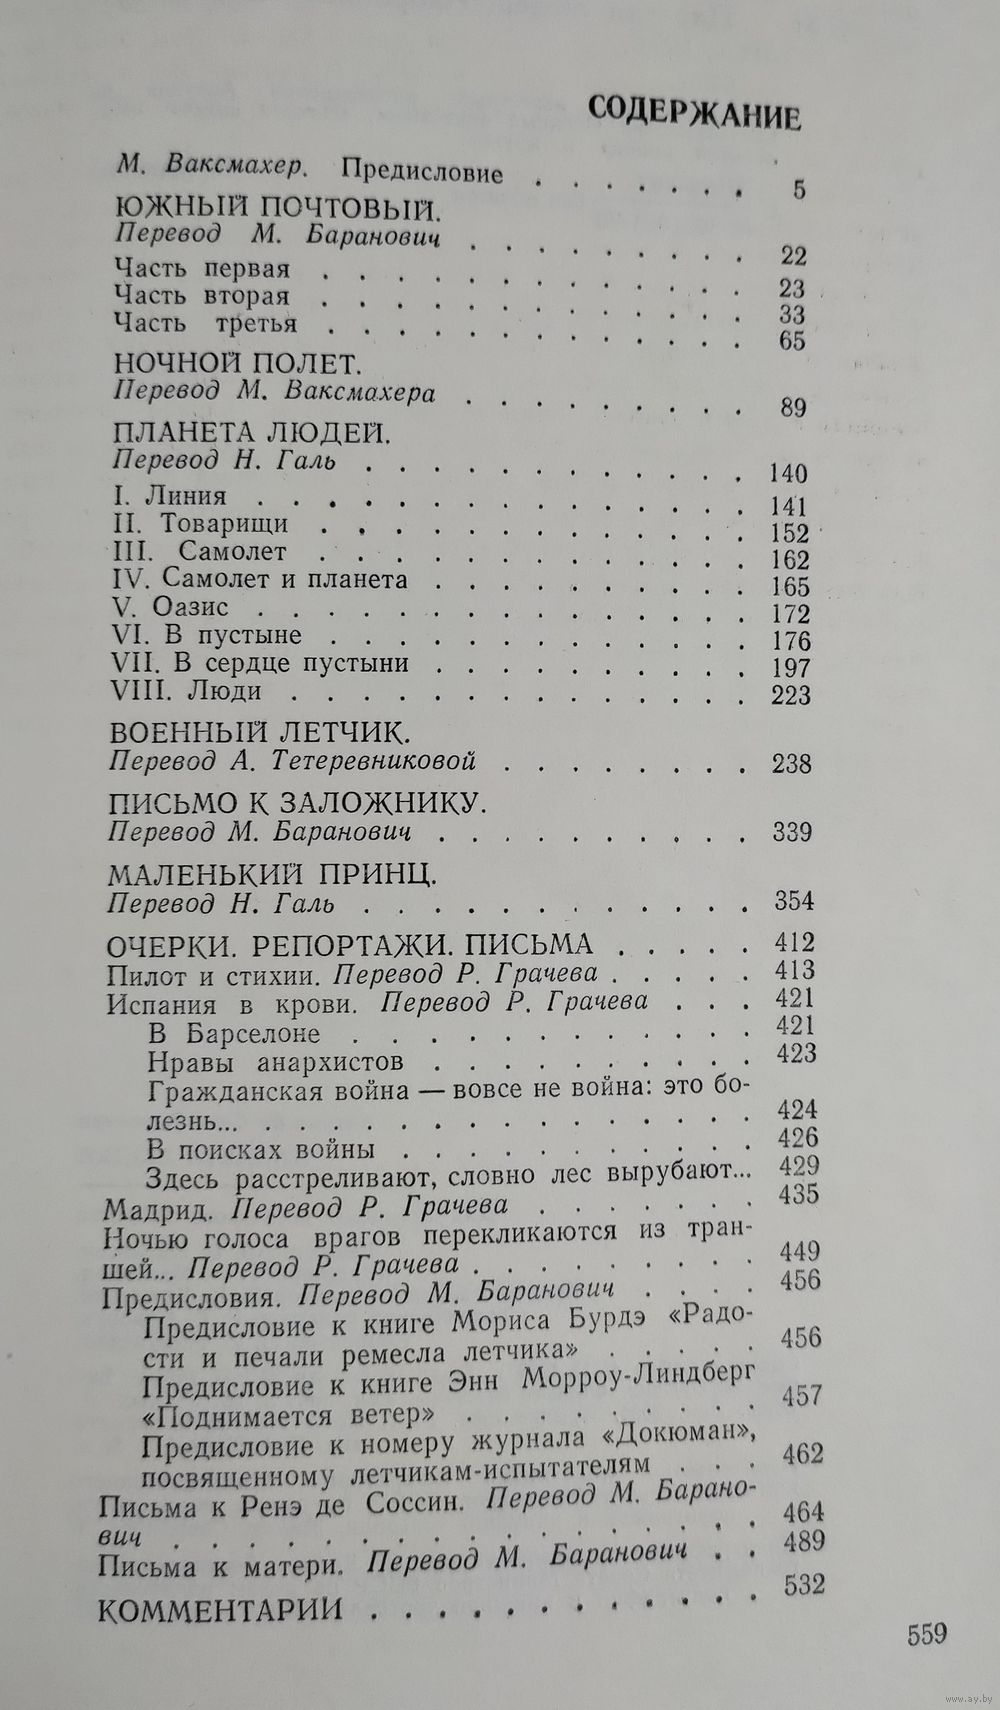 СОДЕРЖАНИЕ
М. Ваксмахер. Предисловие . . . . . . . 5
ЮЖНЫЙ ПОЧТОВЫЙ.
Перевод М. Баранович . . . . . . . . . 22
Часть первая . . . . . . . . . . . . 23
Часть вторая . . . . . . . . . . . . 33
Часть третья . . . . . . . . . . . . 65
НОЧНОЙ ПОЛЕТ.
Перевод М. Ваксмахера . . . . . . . . . 89
ПЛАНЕТА ЛЮДЕЙ.
Перевод Н. Галь . . . . . . . . . . . 140
I. Линия . . . . . . . . . . . . . . 141
II. Товарищи . . . . . . . . . . . . 152
III. Самолет . . . . . . . . . . . . 162
IV. Самолет и планета . . . . . . . . . . 165
V. Оазис . . . . . . . . . . . . . . 172
VI. В пустыне . . . . . . . . . . . . 176
VII. В сердце пустыни . . . . . . . . . . 197
VIII. Люди . . . . . . . . . . . . . 223
ВОЕННЫЙ ЛЕТЧИК.
Перевод А. Тетеревниковой . . . . . . . . 238
ПИСЬМО К ЗАЛОЖНИКУ.
Перевод М. Баранович . . . . . . . . . . 339
МАЛЕНЬКИЙ ПРИНЦ.
Перевод Н. Галь . . . . . . . . . . . . 354
ОЧЕРКИ. РЕПОРТАЖИ. ПИСЬМА . . . . . 412
Пилот и стихии. Перевод Р. Грачева . . . . . 413
Испания в крови. Перевод Р. Грачева . . . 421
В Барселоне . . . . . . . . . . . . 421
Нравы анархистов . . . . . . . . . . 423
Гражданская война — вовсе не война: это бо-
лезнь... . . . . . . . . . . . . . . . 424
В поисках войны . . . . . . . . . . . 426
Здесь расстреливают, словно лес вырубают... 429
Мадрид. Перевод Р. Грачева . . . . . . . 435
Ночью голоса врагов перекликаются из тран-
шей... Перевод Р. Грачева . . . . . . . . . 449
Предисловия. Перевод М. Баранович . . . . 456
Предисловие к книге Мориса Бурдэ «Радо-
сти и печали ремесла летчика» . . . . . 456
Предисловие к книге Энн Морроу-Линдберг
«Поднимается ветер» . . . . . . . . . 457
Предисловие к номеру журнала «Докюман»,
посвященному летчикам-испытателям . . . 462
Письма к Ренэ де Соссин. Перевод М. Барано-
вич . . . . . . . . . . . . . . . . 464
Письма к матери. Перевод М. Баранович . . 489
КОММЕНТАРИИ . . . . . . . . . . . . 532
559
www.ay.by